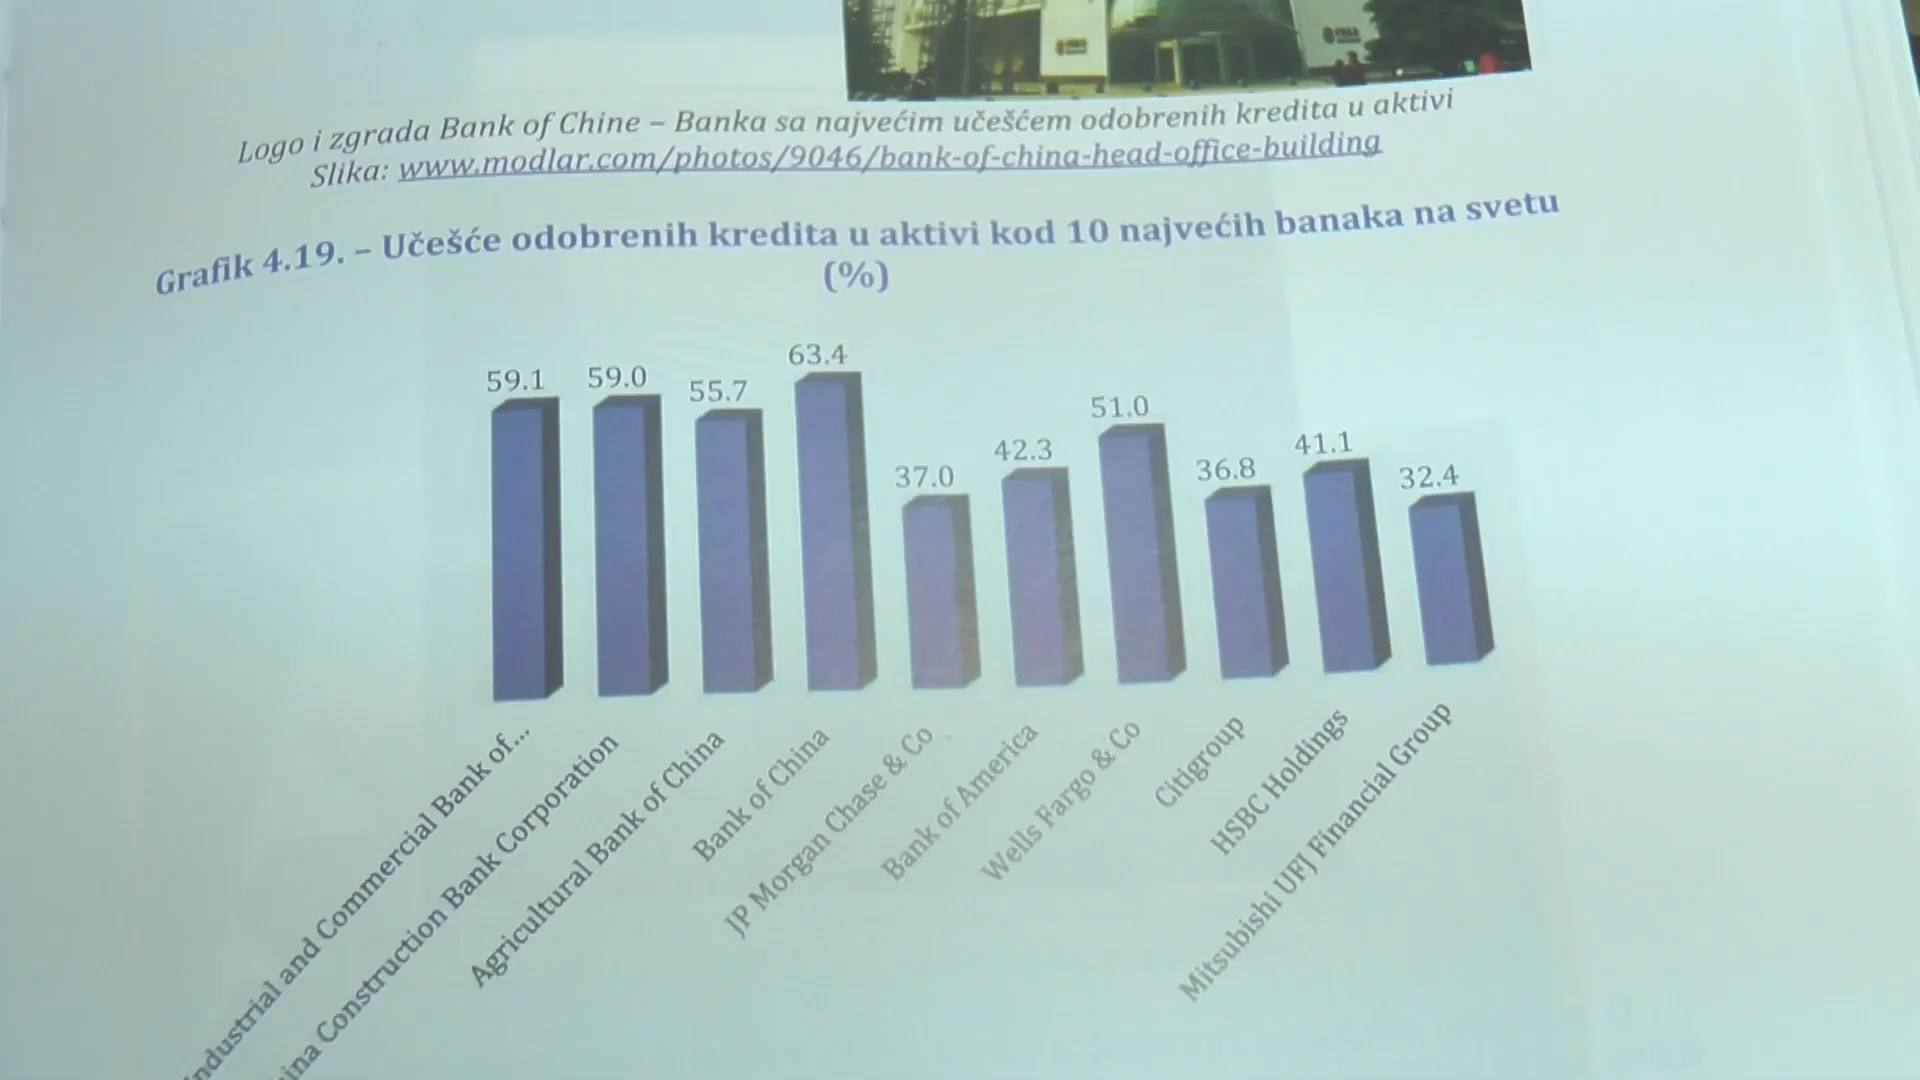 Logo i zgrada Bank of Chine – Banka sa najvećim učešćem odobrenih kredita u aktivi
Slika: www.modlar.com/photos/9046/bank-of-china-head-office-building
Grafik 4.19. – Učešće odobrenih kredita u aktivi kod 10 najvećih banaka na svetu
(%)
59.1
59.0
55.7
63.4
37.0
42.3
51.0
36.8
41.1
32.4
Industrial and Commercial Bank of...
ina Construction Bank Corporation
Agricultural Bank of China
Bank of China
JP Morgan Chase & Co
Bank of America
Wells Fargo & Co
Citigroup
HSBC Holdings
Mitsubishi UFJ Financial Group